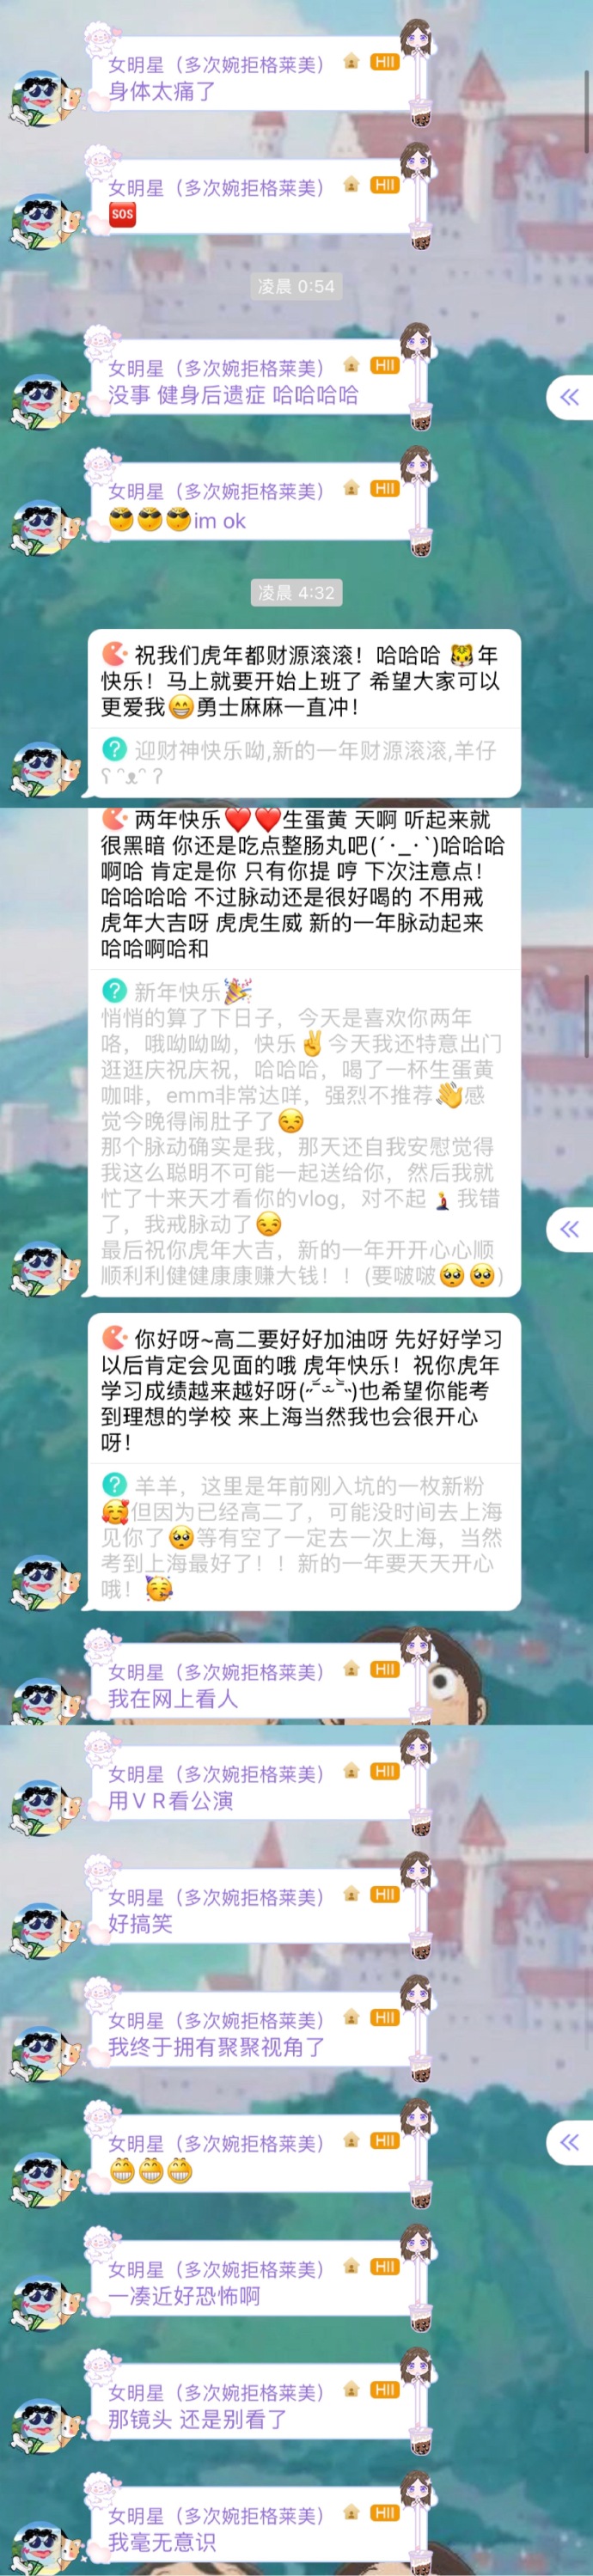 女明星（多次婉拒格莱美） HII
身体太痛了
女明星（多次婉拒格莱美） HII
SOS
凌晨 0:54
女明星（多次婉拒格莱美） HII
没事 健身后遗症 哈哈哈哈
女明星（多次婉拒格莱美） HII
😎😎😎im ok
凌晨 4:32
祝我们虎年都财源滚滚！哈哈哈 🐯年
快乐！马上就要开始上班了 希望大家可以
更爱我😁勇士麻麻一直冲！
? 迎财神快乐呦,新的一年财源滚滚,羊仔
ʕ ᵔᴥᵔ ʔ
两年快乐❤️❤️生蛋黄 天啊 听起来就
很黑暗 你还是吃点整肠丸吧(´･_･`)哈哈哈
啊哈 肯定是你 只有你提 哼 下次注意点！
哈哈哈哈 不过脉动还是很好喝的 不用戒
虎年大吉呀 虎虎生威 新的一年脉动起来
哈哈啊哈和
? 新年快乐🎉
悄悄的算了下日子，今天是喜欢你两年
咯，哦呦呦呦，快乐✌️今天我还特意出门
逛逛庆祝庆祝，哈哈哈，喝了一杯生蛋黄
咖啡，emm非常达咩，强烈不推荐👋感
觉今晚得闹肚子了😒
那个脉动确实是我，那天还自我安慰觉得
我这么聪明不可能一起送给你，然后我就
忙了十来天才看你的vlog，对不起🧎我错
了，我戒脉动了😒
最后祝你虎年大吉，新的一年开开心心顺
顺利利健健康康赚大钱！！(要啵啵🥺🥺)
你好呀~高二要好好加油呀 先好好学习
以后肯定会见面的哦 虎年快乐！祝你虎年
学习成绩越来越好呀(˶‾᷄ ⁻̫ ‾᷅˵)也希望你能考
到理想的学校 来上海当然我也会很开心
呀！
? 羊羊，这里是年前刚入坑的一枚新粉
🥰但因为已经高二了，可能没时间去上海
见你了🥺等有空了一定去一次上海，当然
考到上海最好了！！新的一年要天天开心
哦！🥳
女明星（多次婉拒格莱美） HII
我在网上看人
女明星（多次婉拒格莱美） HII
用ＶＲ看公演
女明星（多次婉拒格莱美） HII
好搞笑
女明星（多次婉拒格莱美） HII
我终于拥有聚聚视角了
女明星（多次婉拒格莱美） HII
😁😁😁
女明星（多次婉拒格莱美） HII
一凑近好恐怖啊
女明星（多次婉拒格莱美） HII
那镜头 还是别看了
女明星（多次婉拒格莱美） HII
我毫无意识